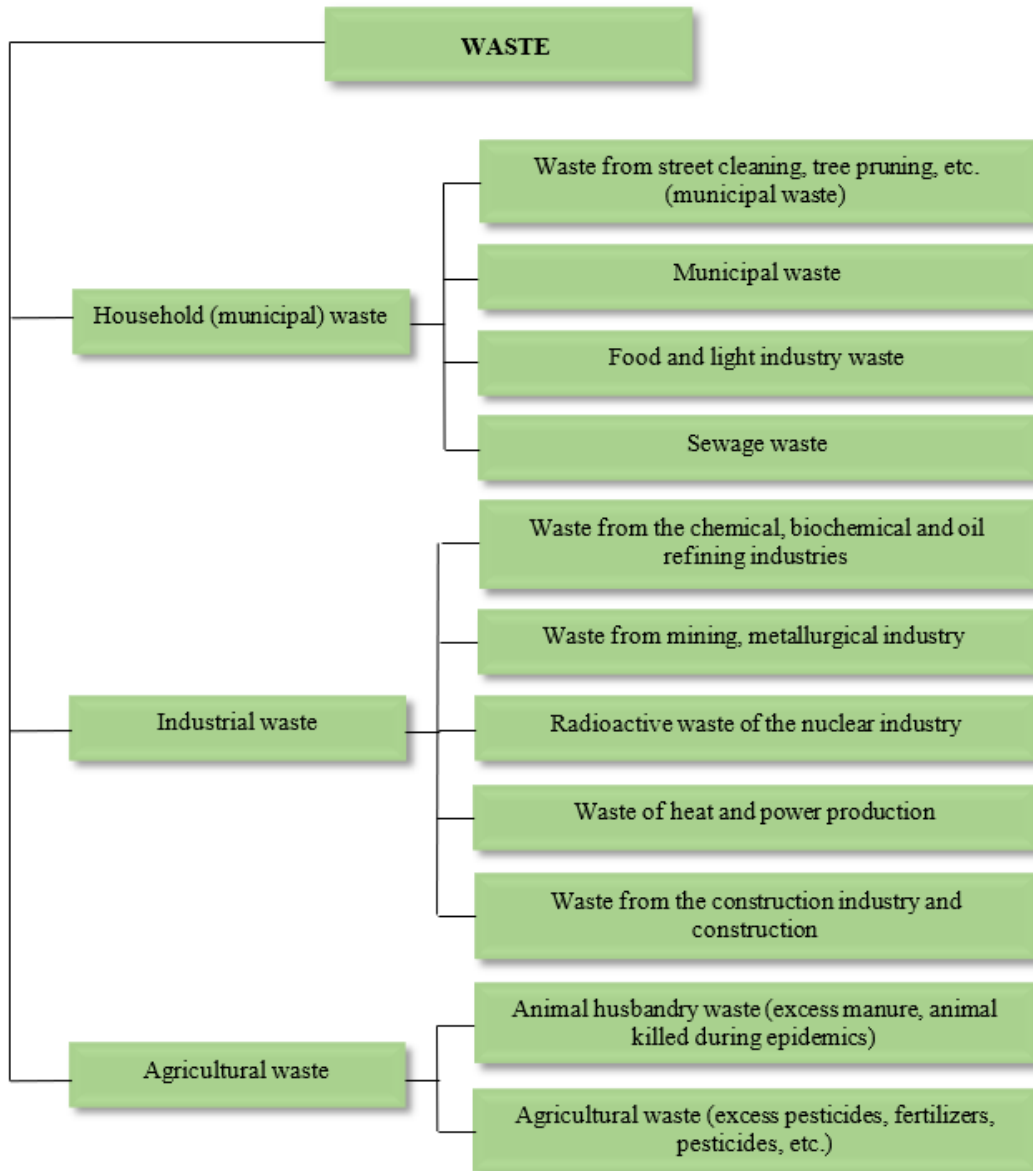 WASTE
Waste from street cleaning, tree pruning, etc.
(municipal waste)
Municipal waste
Household (municipal) waste
Food and light industry waste
Sewage waste
Waste from the chemical, biochemical and oil
refining industries
Waste from mining, metallurgical industry
Industrial waste
Radioactive waste of the nuclear industry
Waste of heat and power production
Waste from the construction industry and
construction
Animal husbandry waste (excess manure, animal
killed during epidemics)
Agricultural waste
Agricultural waste (excess pesticides, fertilizers,
pesticides, etc.)